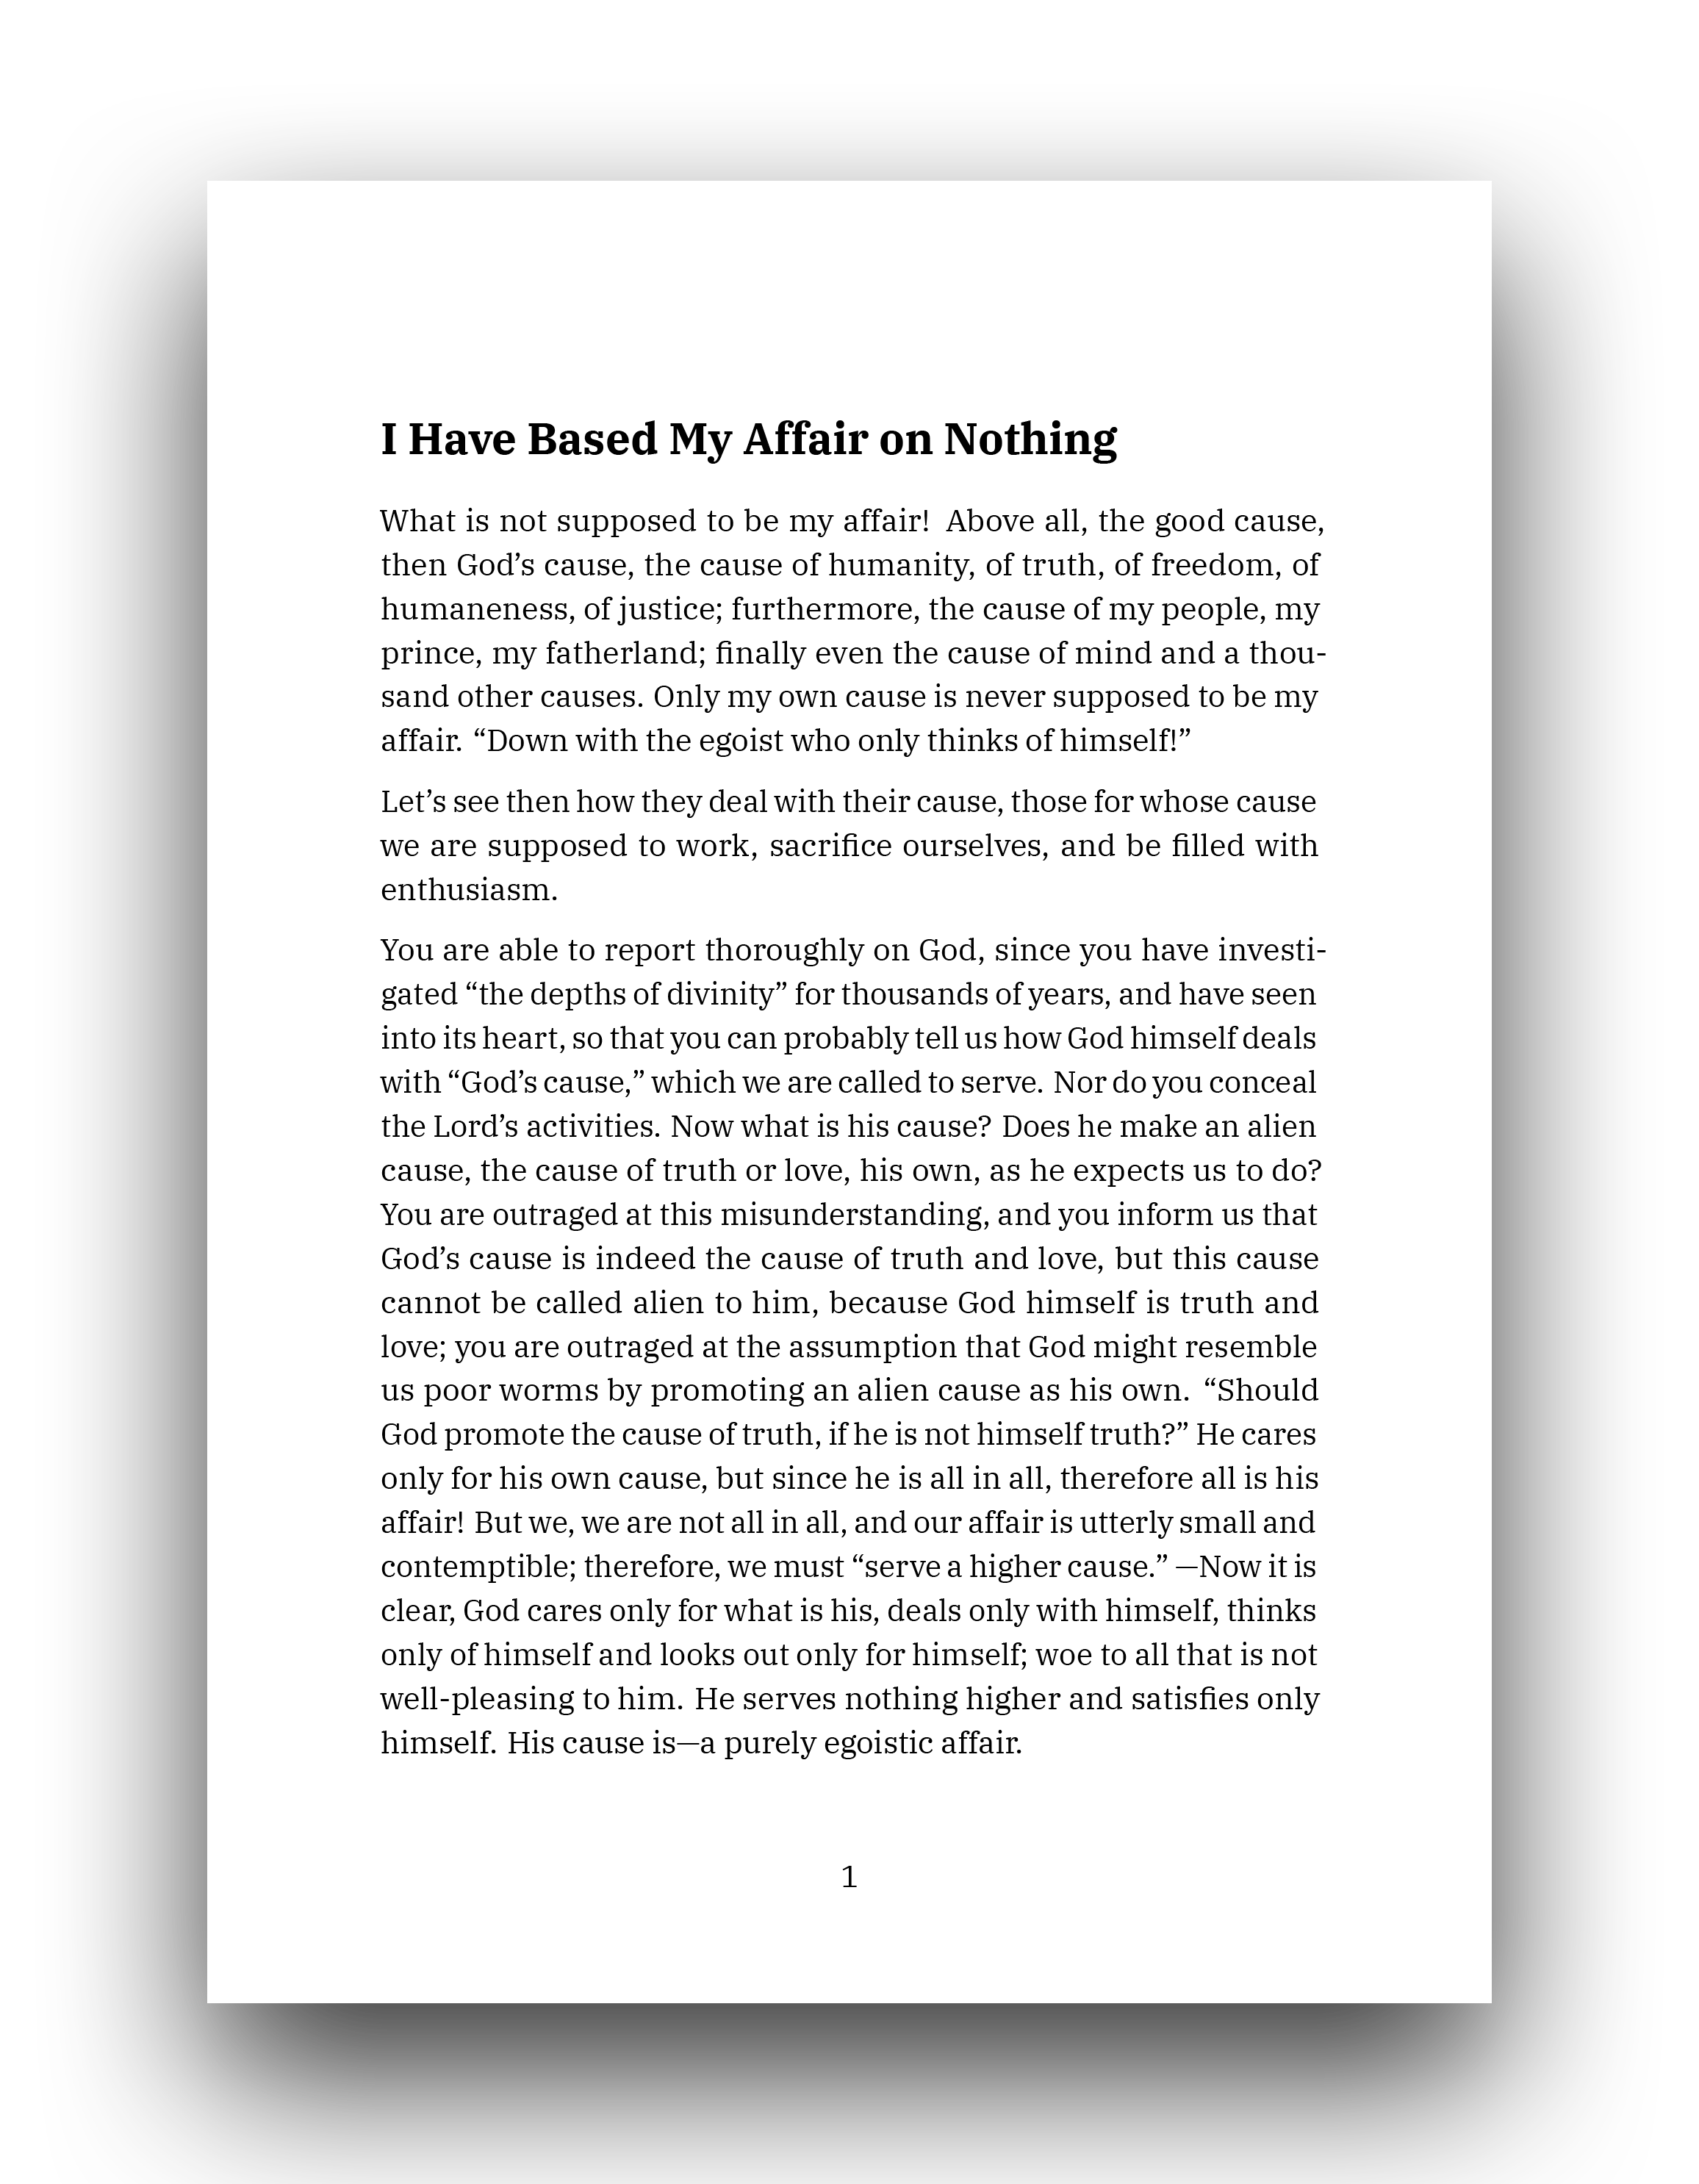 I Have Based My Affair on Nothing
What is not supposed to be my affair! Above all, the good cause,
then God’s cause, the cause of humanity, of truth, of freedom, of
humaneness, of justice; furthermore, the cause of my people, my
prince, my fatherland; finally even the cause of mind and a thou-
sand other causes. Only my own cause is never supposed to be my
affair. “Down with the egoist who only thinks of himself!”
Let’s see then how they deal with their cause, those for whose cause
we are supposed to work, sacrifice ourselves, and be filled with
enthusiasm.
You are able to report thoroughly on God, since you have investi-
gated “the depths of divinity” for thousands of years, and have seen
into its heart, so that you can probably tell us how God himself deals
with “God’s cause,” which we are called to serve. Nor do you conceal
the Lord’s activities. Now what is his cause? Does he make an alien
cause, the cause of truth or love, his own, as he expects us to do?
You are outraged at this misunderstanding, and you inform us that
God’s cause is indeed the cause of truth and love, but this cause
cannot be called alien to him, because God himself is truth and
love; you are outraged at the assumption that God might resemble
us poor worms by promoting an alien cause as his own. “Should
God promote the cause of truth, if he is not himself truth?” He cares
only for his own cause, but since he is all in all, therefore all is his
affair! But we, we are not all in all, and our affair is utterly small and
contemptible; therefore, we must “serve a higher cause.” —Now it is
clear, God cares only for what is his, deals only with himself, thinks
only of himself and looks out only for himself; woe to all that is not
well-pleasing to him. He serves nothing higher and satisfies only
himself. His cause is—a purely egoistic affair.
1